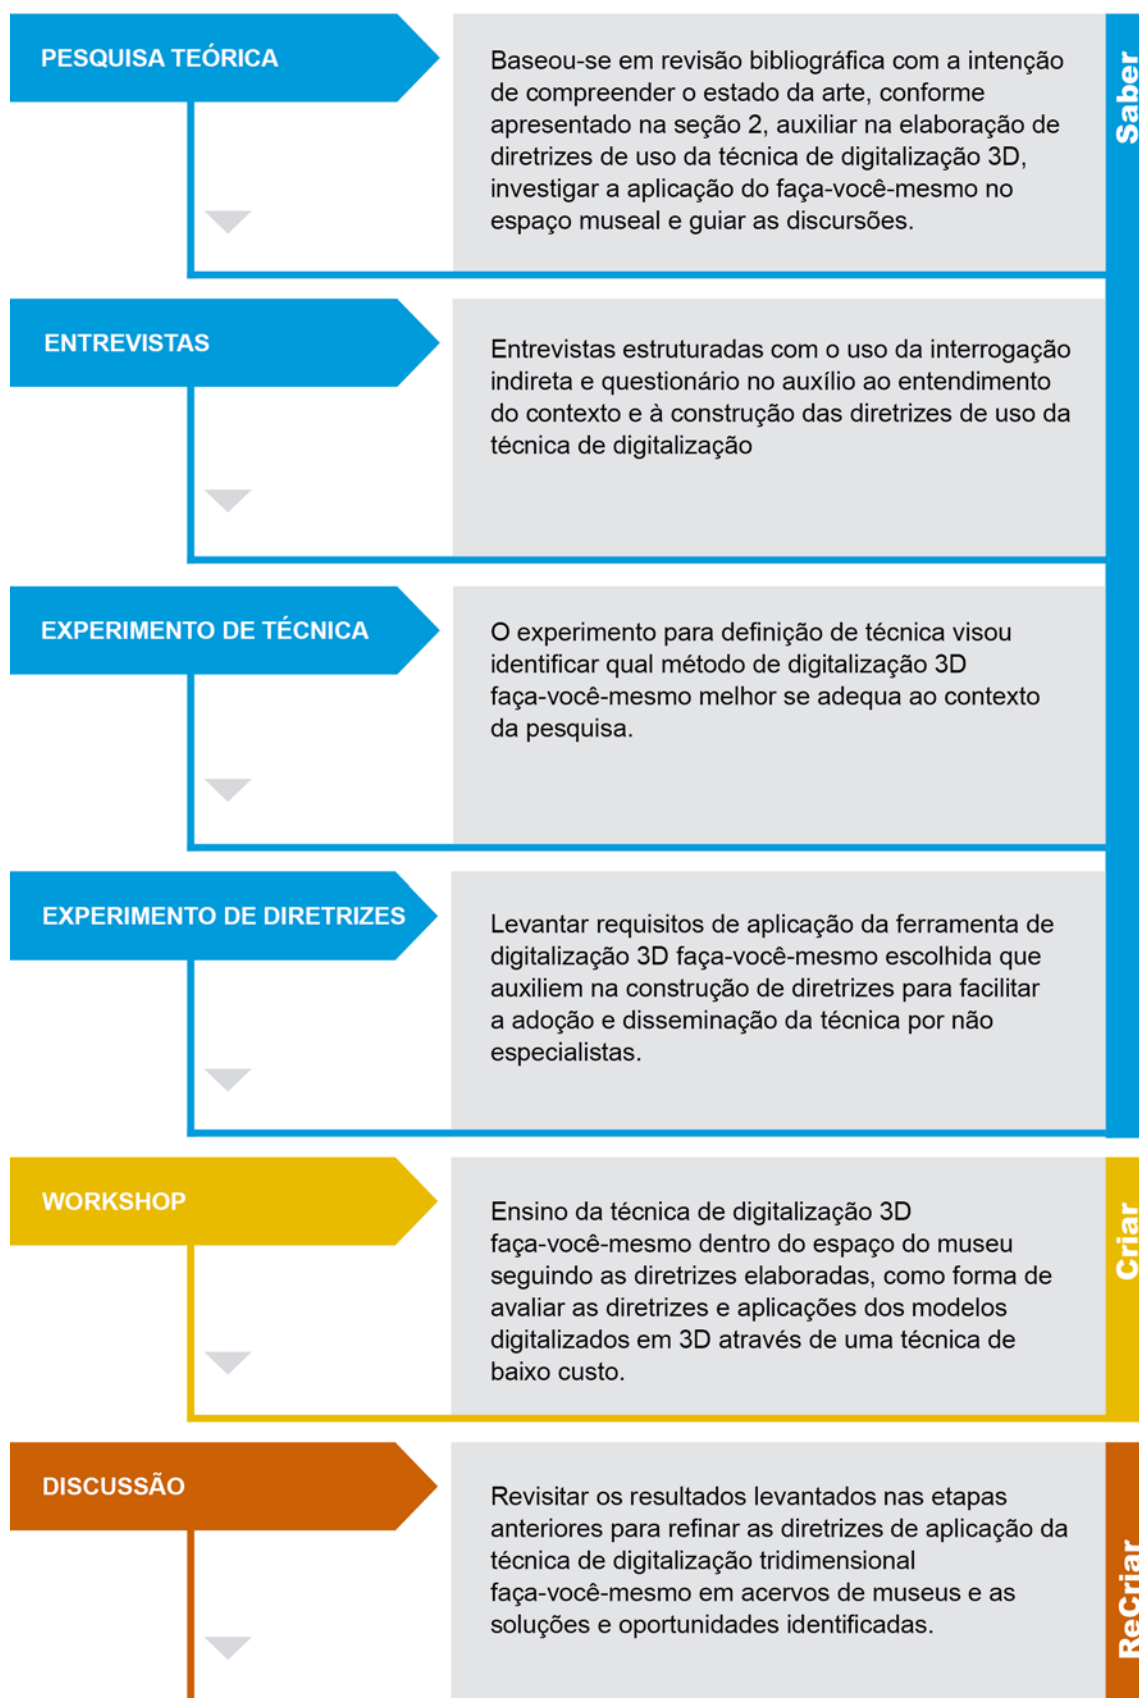 PESQUISA TEÓRICA
Baseou-se em revisão bibliográfica com a intenção
de compreender o estado da arte, conforme
apresentado na seção 2, auxiliar na elaboração de
diretrizes de uso da técnica de digitalização 3D,
investigar a aplicação do faça-você-mesmo no
espaço museal e guiar as discursões.
Saber
ENTREVISTAS
Entrevistas estruturadas com o uso da interrogação
indireta e questionário no auxílio ao entendimento
do contexto e à construção das diretrizes de uso da
técnica de digitalização
EXPERIMENTO DE TÉCNICA
O experimento para definição de técnica visou
identificar qual método de digitalização 3D
faça-você-mesmo melhor se adequa ao contexto
da pesquisa.
EXPERIMENTO DE DIRETRIZES
Levantar requisitos de aplicação da ferramenta de
digitalização 3D faça-você-mesmo escolhida que
auxiliem na construção de diretrizes para facilitar
a adoção e disseminação da técnica por não
especialistas.
WORKSHOP
Ensino da técnica de digitalização 3D
faça-você-mesmo dentro do espaço do museu
seguindo as diretrizes elaboradas, como forma de
avaliar as diretrizes e aplicações dos modelos
digitalizados em 3D através de uma técnica de
baixo custo.
Criar
DISCUSSÃO
Revisitar os resultados levantados nas etapas
anteriores para refinar as diretrizes de aplicação da
técnica de digitalização tridimensional
faça-você-mesmo em acervos de museus e as
soluções e oportunidades identificadas.
ReCriar